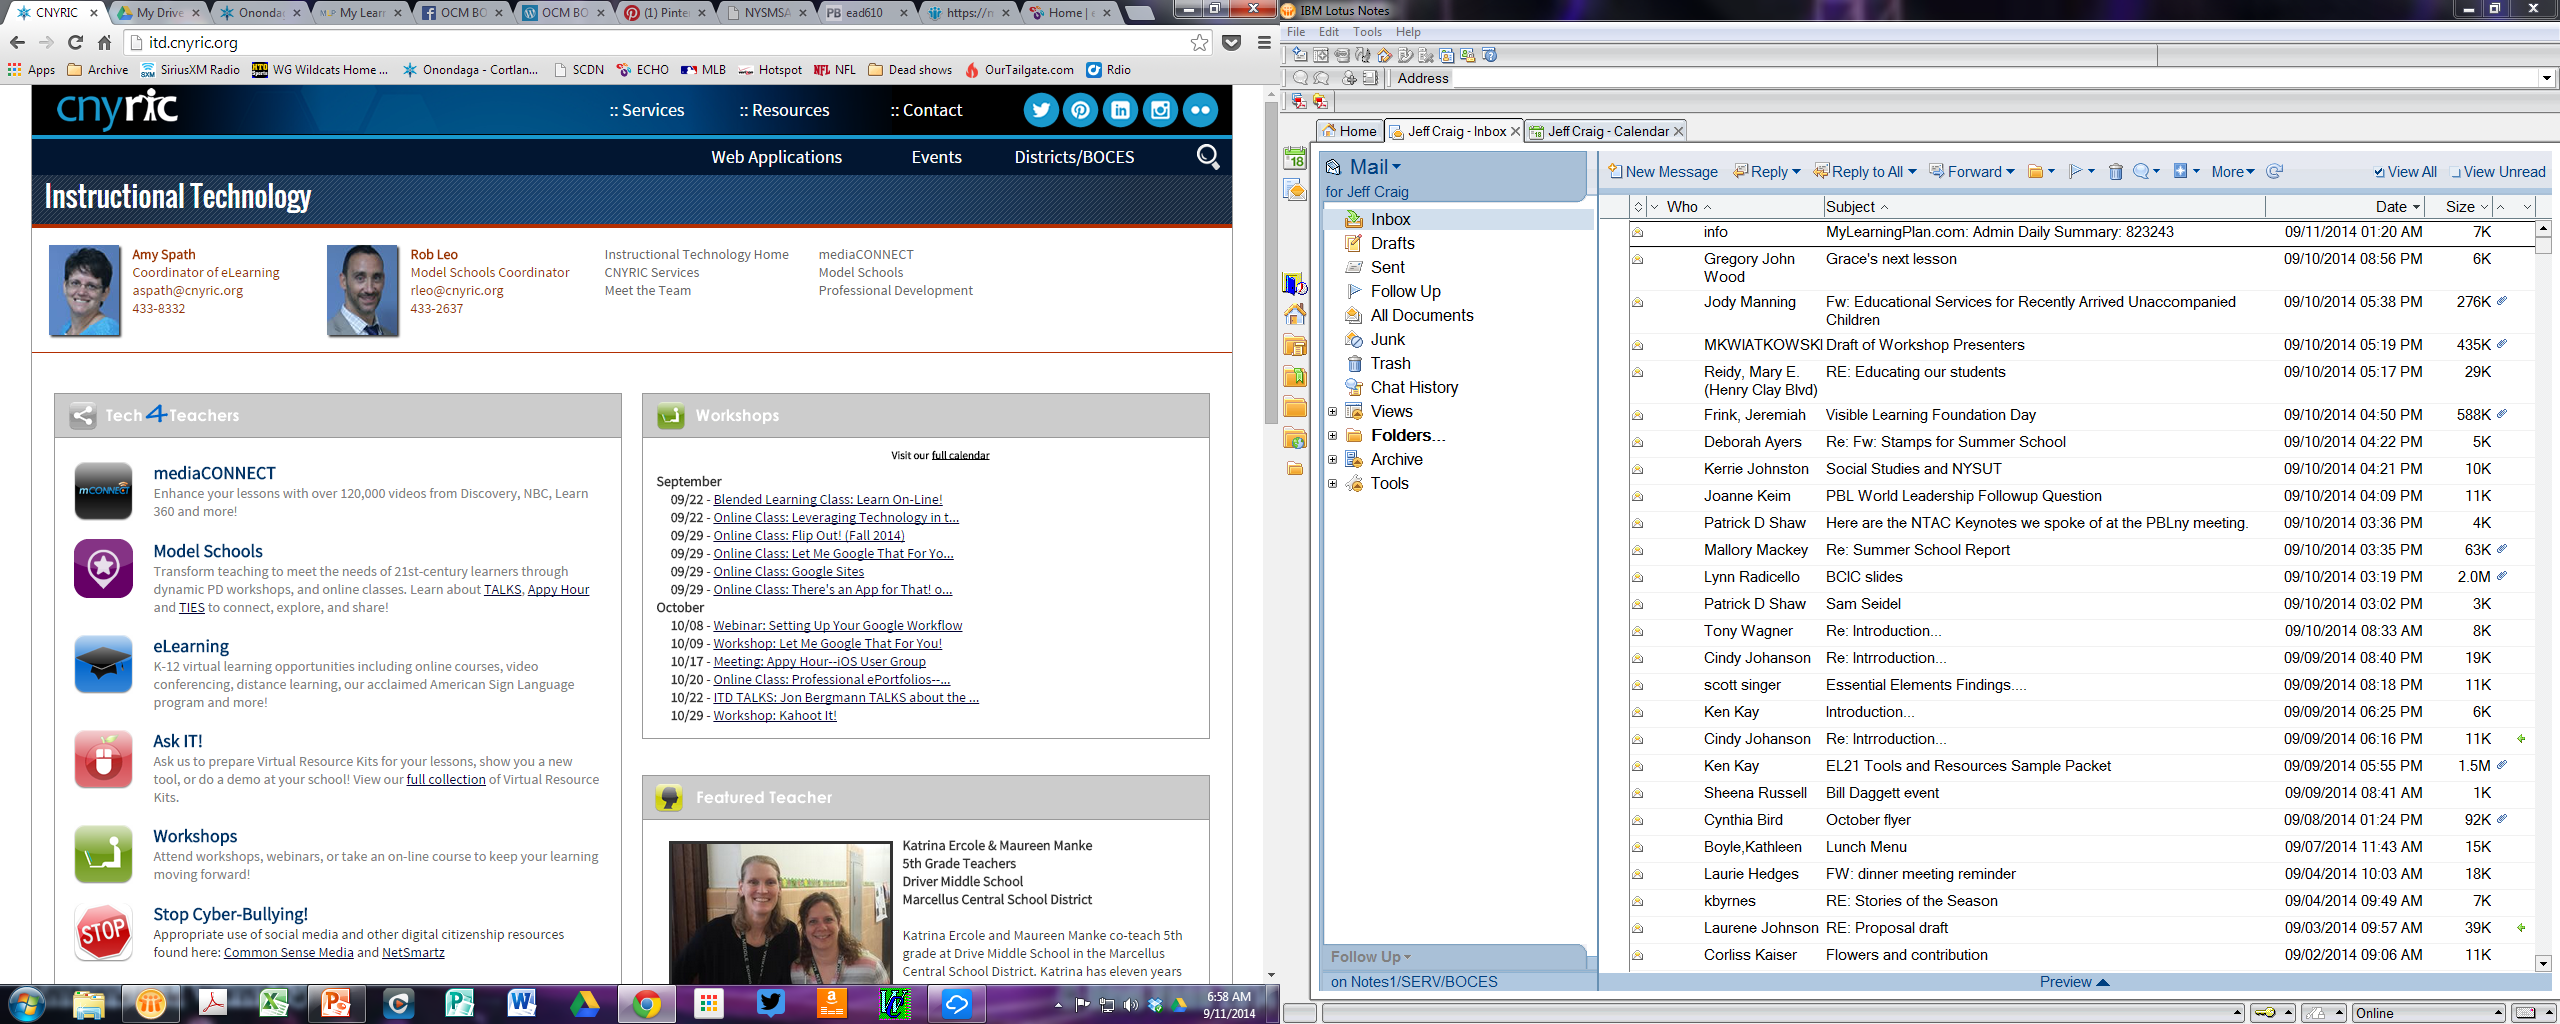 CNYRIC
My Drive
Onondag
My Learn
OCM BO
OCM BO
(1) Pinte
NYSMSA
ead610
https://n
Home | e
itd.cnyric.org
Apps
Archive
SiriusXM Radio
WG Wildcats Home ...
Onondaga - Cortlan...
SCDN
ECHO
MLB
Hotspot
NFL
Dead shows
OurTailgate.com
Rdio
cnyric
:: Services
:: Resources
:: Contact
Web Applications
Events
Districts/BOCES
Instructional Technology
Amy Spath
Coordinator of eLearning
aspath@cnyric.org
433-8332
Rob Leo
Model Schools Coordinator
rleo@cnyric.org
433-2637
Instructional Technology Home
CNYRIC Services
Meet the Team
mediaCONNECT
Model Schools
Professional Development
Tech 4 Teachers
mCONNECT
mediaCONNECT
Enhance your lessons with over 120,000 videos from Discovery, NBC, Learn
360 and more!
Model Schools
Transform teaching to meet the needs of 21st-century learners through
dynamic PD workshops, and online classes. Learn about TALKS, Appy Hour
and TIES to connect, explore, and share!
eLearning
K-12 virtual learning opportunities including online courses, video
conferencing, distance learning, our acclaimed American Sign Language
program and more!
Ask IT!
Ask us to prepare Virtual Resource Kits for your lessons, show you a new
tool, or do a demo at your school! View our full collection of Virtual Resource
Kits.
Workshops
Attend workshops, webinars, or take an on-line course to keep your learning
moving forward!
STOP
Stop Cyber-Bullying!
Appropriate use of social media and other digital citizenship resources
found here: Common Sense Media and NetSmartz
Workshops
Visit our full calendar
September
09/22 - Blended Learning Class: Learn On-Line!
09/22 - Online Class: Leveraging Technology in t...
09/29 - Online Class: Flip Out! (Fall 2014)
09/29 - Online Class: Let Me Google That For Yo...
09/29 - Online Class: Google Sites
09/29 - Online Class: There's an App for That! o...
October
10/08 - Webinar: Setting Up Your Google Workflow
10/09 - Workshop: Let Me Google That For You!
10/17 - Meeting: Appy Hour--iOS User Group
10/20 - Online Class: Professional ePortfolios--...
10/22 - ITD TALKS: Jon Bergmann TALKS about the ...
10/29 - Workshop: Kahoot It!
Featured Teacher
Katrina Ercole & Maureen Manke
5th Grade Teachers
Driver Middle School
Marcellus Central School District
Katrina Ercole and Maureen Manke co-teach 5th
grade at Drive Middle School in the Marcellus
Central School District. Katrina has eleven years
6:58 AM
9/11/2014
IBM Lotus Notes
File Edit Tools Help
Address
Home
Jeff Craig - Inbox
Jeff Craig - Calendar
18
Mail
for Jeff Craig
Inbox
Drafts
Sent
Follow Up
All Documents
Junk
Trash
Chat History
Views
Folders...
Archive
Tools
Follow Up
on Notes1/SERV/BOCES
New Message Reply Reply to All Forward More View All View Unread
Who Subject Date Size
info MyLearningPlan.com: Admin Daily Summary: 823243 09/11/2014 01:20 AM 7K
Gregory John Grace's next lesson 09/10/2014 08:56 PM 6K
Wood
Jody Manning Fw: Educational Services for Recently Arrived Unaccompanied 09/10/2014 05:38 PM 276K
Children
MKWIATKOWSKI Draft of Workshop Presenters 09/10/2014 05:19 PM 435K
Reidy, Mary E. RE: Educating our students 09/10/2014 05:17 PM 29K
(Henry Clay Blvd)
Frink, Jeremiah Visible Learning Foundation Day 09/10/2014 04:50 PM 588K
Deborah Ayers Re: Fw: Stamps for Summer School 09/10/2014 04:22 PM 5K
Kerrie Johnston Social Studies and NYSUT 09/10/2014 04:21 PM 10K
Joanne Keim PBL World Leadership Followup Question 09/10/2014 04:09 PM 11K
Patrick D Shaw Here are the NTAC Keynotes we spoke of at the PBLny meeting. 09/10/2014 03:36 PM 4K
Mallory Mackey Re: Summer School Report 09/10/2014 03:35 PM 63K
Lynn Radicello BCIC slides 09/10/2014 03:19 PM 2.0M
Patrick D Shaw Sam Seidel 09/10/2014 03:02 PM 3K
Tony Wagner Re: Introduction... 09/10/2014 08:33 AM 8K
Cindy Johanson Re: Intrroduction... 09/09/2014 08:40 PM 19K
scott singer Essential Elements Findings.... 09/09/2014 08:18 PM 11K
Ken Kay Introduction... 09/09/2014 06:25 PM 6K
Cindy Johanson Re: Intrroduction... 09/09/2014 06:16 PM 11K
Ken Kay EL21 Tools and Resources Sample Packet 09/09/2014 05:55 PM 1.5M
Sheena Russell Bill Daggett event 09/09/2014 08:41 AM 1K
Cynthia Bird October flyer 09/08/2014 01:24 PM 92K
Boyle,Kathleen Lunch Menu 09/07/2014 11:43 AM 15K
Laurie Hedges FW: dinner meeting reminder 09/04/2014 10:03 AM 18K
kbyrnes RE: Stories of the Season 09/04/2014 09:49 AM 7K
Laurene Johnson RE: Proposal draft 09/03/2014 09:57 AM 39K
Corliss Kaiser Flowers and contribution 09/02/2014 09:06 AM 11K
Preview
Online